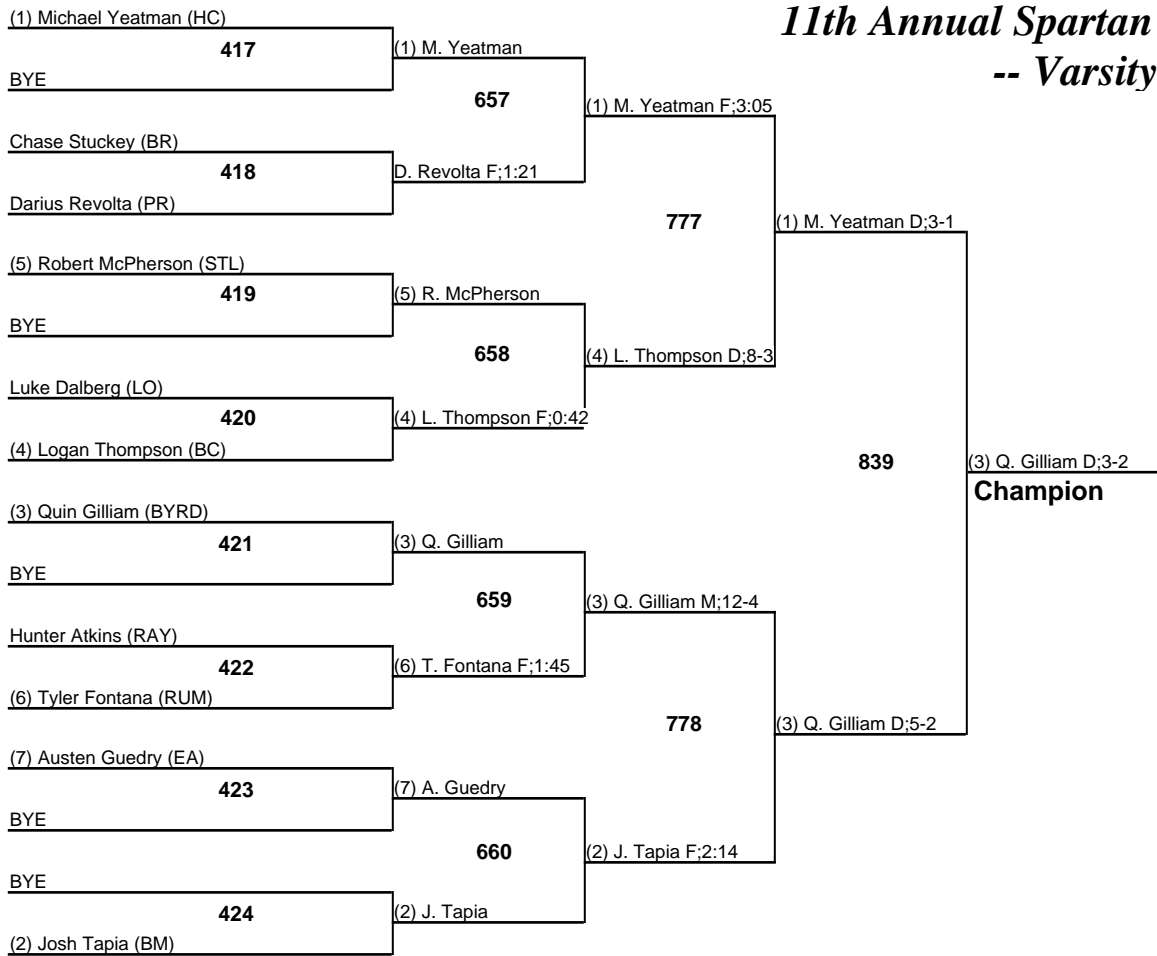 11th Annual Spartan
-- Varsity
(1) Michael Yeatman (HC)
417
BYE
(1) M. Yeatman
657
Chase Stuckey (BR)
418
Darius Revolta (PR)
D. Revolta F;1:21
(1) M. Yeatman F;3:05
777
(5) Robert McPherson (STL)
419
BYE
(5) R. McPherson
658
Luke Dalberg (LO)
420
(4) Logan Thompson (BC)
(4) L. Thompson F;0:42
(4) L. Thompson D;8-3
(1) M. Yeatman D;3-1
839
(3) Q. Gilliam D;3-2
Champion
(3) Quin Gilliam (BYRD)
421
BYE
(3) Q. Gilliam
659
Hunter Atkins (RAY)
422
(6) Tyler Fontana (RUM)
(6) T. Fontana F;1:45
(3) Q. Gilliam M;12-4
778
(3) Q. Gilliam D;5-2
(7) Austen Guedry (EA)
423
BYE
(7) A. Guedry
660
BYE
424
(2) Josh Tapia (BM)
(2) J. Tapia
(2) J. Tapia F;2:14